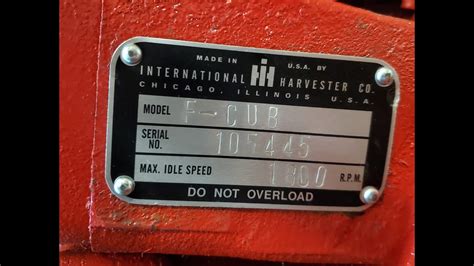 MADE IN U.S.A. BY
INTERNATIONAL IH HARVESTER CO.
CHICAGO, ILLINOIS U.S.A.
MODEL F-CUB
SERIAL NO. 105445
MAX. IDLE SPEED 1800 R.P.M.
DO NOT OVERLOAD